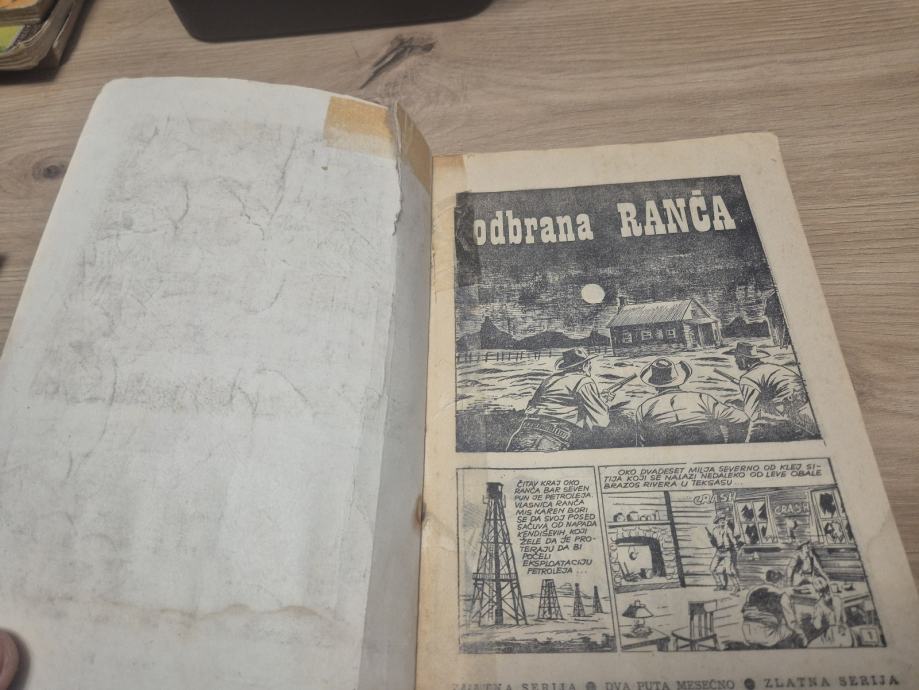 odbrana RANČA
ČITAV KRAJ OKO
RANČA BAR SEVEN
PUN JE PETROLEJA.
VLASNICA RANČA
MIS KAREN BORI
SE DA SVOJ POSED
SAČUVA OD NAPADA
KENDIŠEVIH, KOJI
ŽELE DA JE PRO-
TERAJU DA BI
POČELI
EKSPLOATACIJU
PETROLEJA...
OKO DVADESET MILJA SEVERNO OD KLEJ SI-
TIJA KOJI SE NALAZI NEDALEKO OD LEVE OBALE
BRAZOS RIVERA U TEKSASU...
CRASH
CRASH
1
ZLATNA SERIJA ● DVA PUTA MESEČNO ● ZLATNA SERIJA